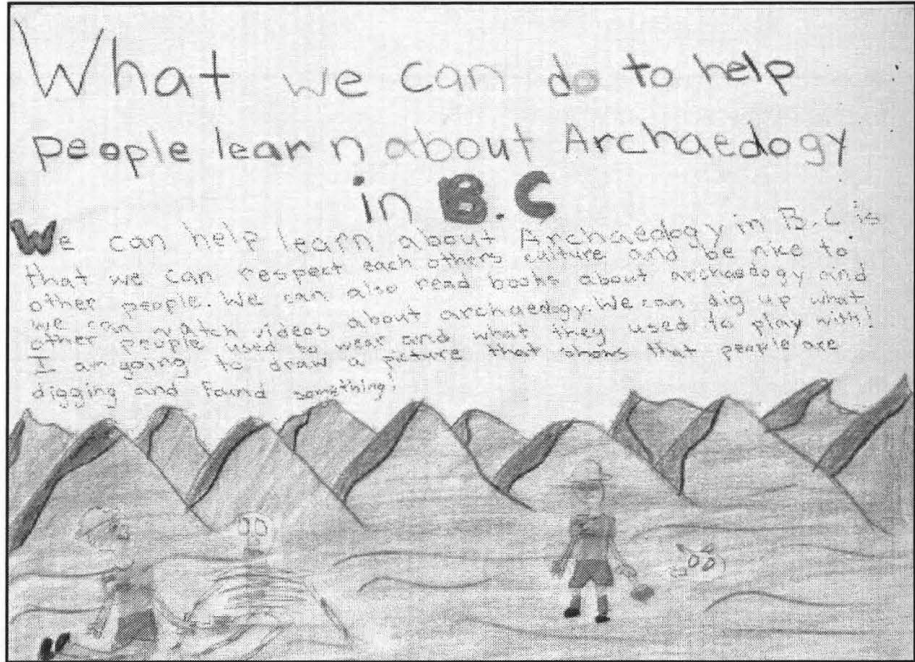 What we can do to help
people learn about Archaedogy
in B.C
We can help learn about Archaedogy in B.C is
that we can respect each others culture and be nice to
other people. We can also read books about archaedogy and
we can watch videos about archaedogy. We can dig up what
other people used to wear and what they used to play with!
I am going to draw a picture that shows that people are
digging and found something!